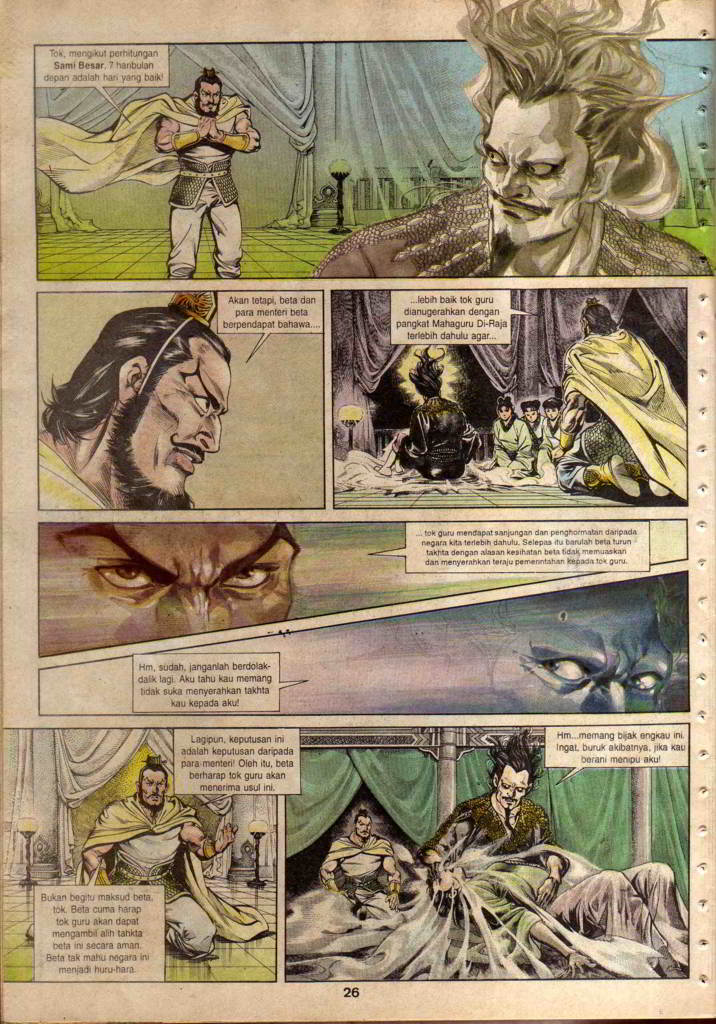 Tok, mengikut perhitungan
Sami Besar, 7 haribulan
depan adalah hari yang baik!
Akan tetapi, beta dan
para menteri beta
berpendapat bahawa....
...lebih baik tok guru
dianugerahkan dengan
pangkat Mahaguru Di-Raja
terlebih dahulu agar...
... tok guru mendapat sanjungan dan penghormatan daripada
negara kita terlebih dahulu. Selepas itu barulah beta turun
takhta dengan alasan kesihatan beta tidak memuaskan
dan menyerahkan teraju pemerintahan kepada tok guru.
Hm, sudah, janganlah berdolak-
dalik lagi. Aku tahu kau memang
tidak suka menyerahkan takhta
kau kepada aku!
Lagipun, keputusan ini
adalah keputusan daripada
para menteri! Oleh itu, beta
berharap tok guru akan
menerima usul ini.
Bukan begitu maksud beta,
tok. Beta cuma harap
tok guru akan dapat
mengambil alih tahkta
beta ini secara aman.
Beta tak mahu negara ini
menjadi huru-hara.
Hm...memang bijak engkau ini.
Ingat, buruk akibatnya, jika kau
berani menipu aku!
26